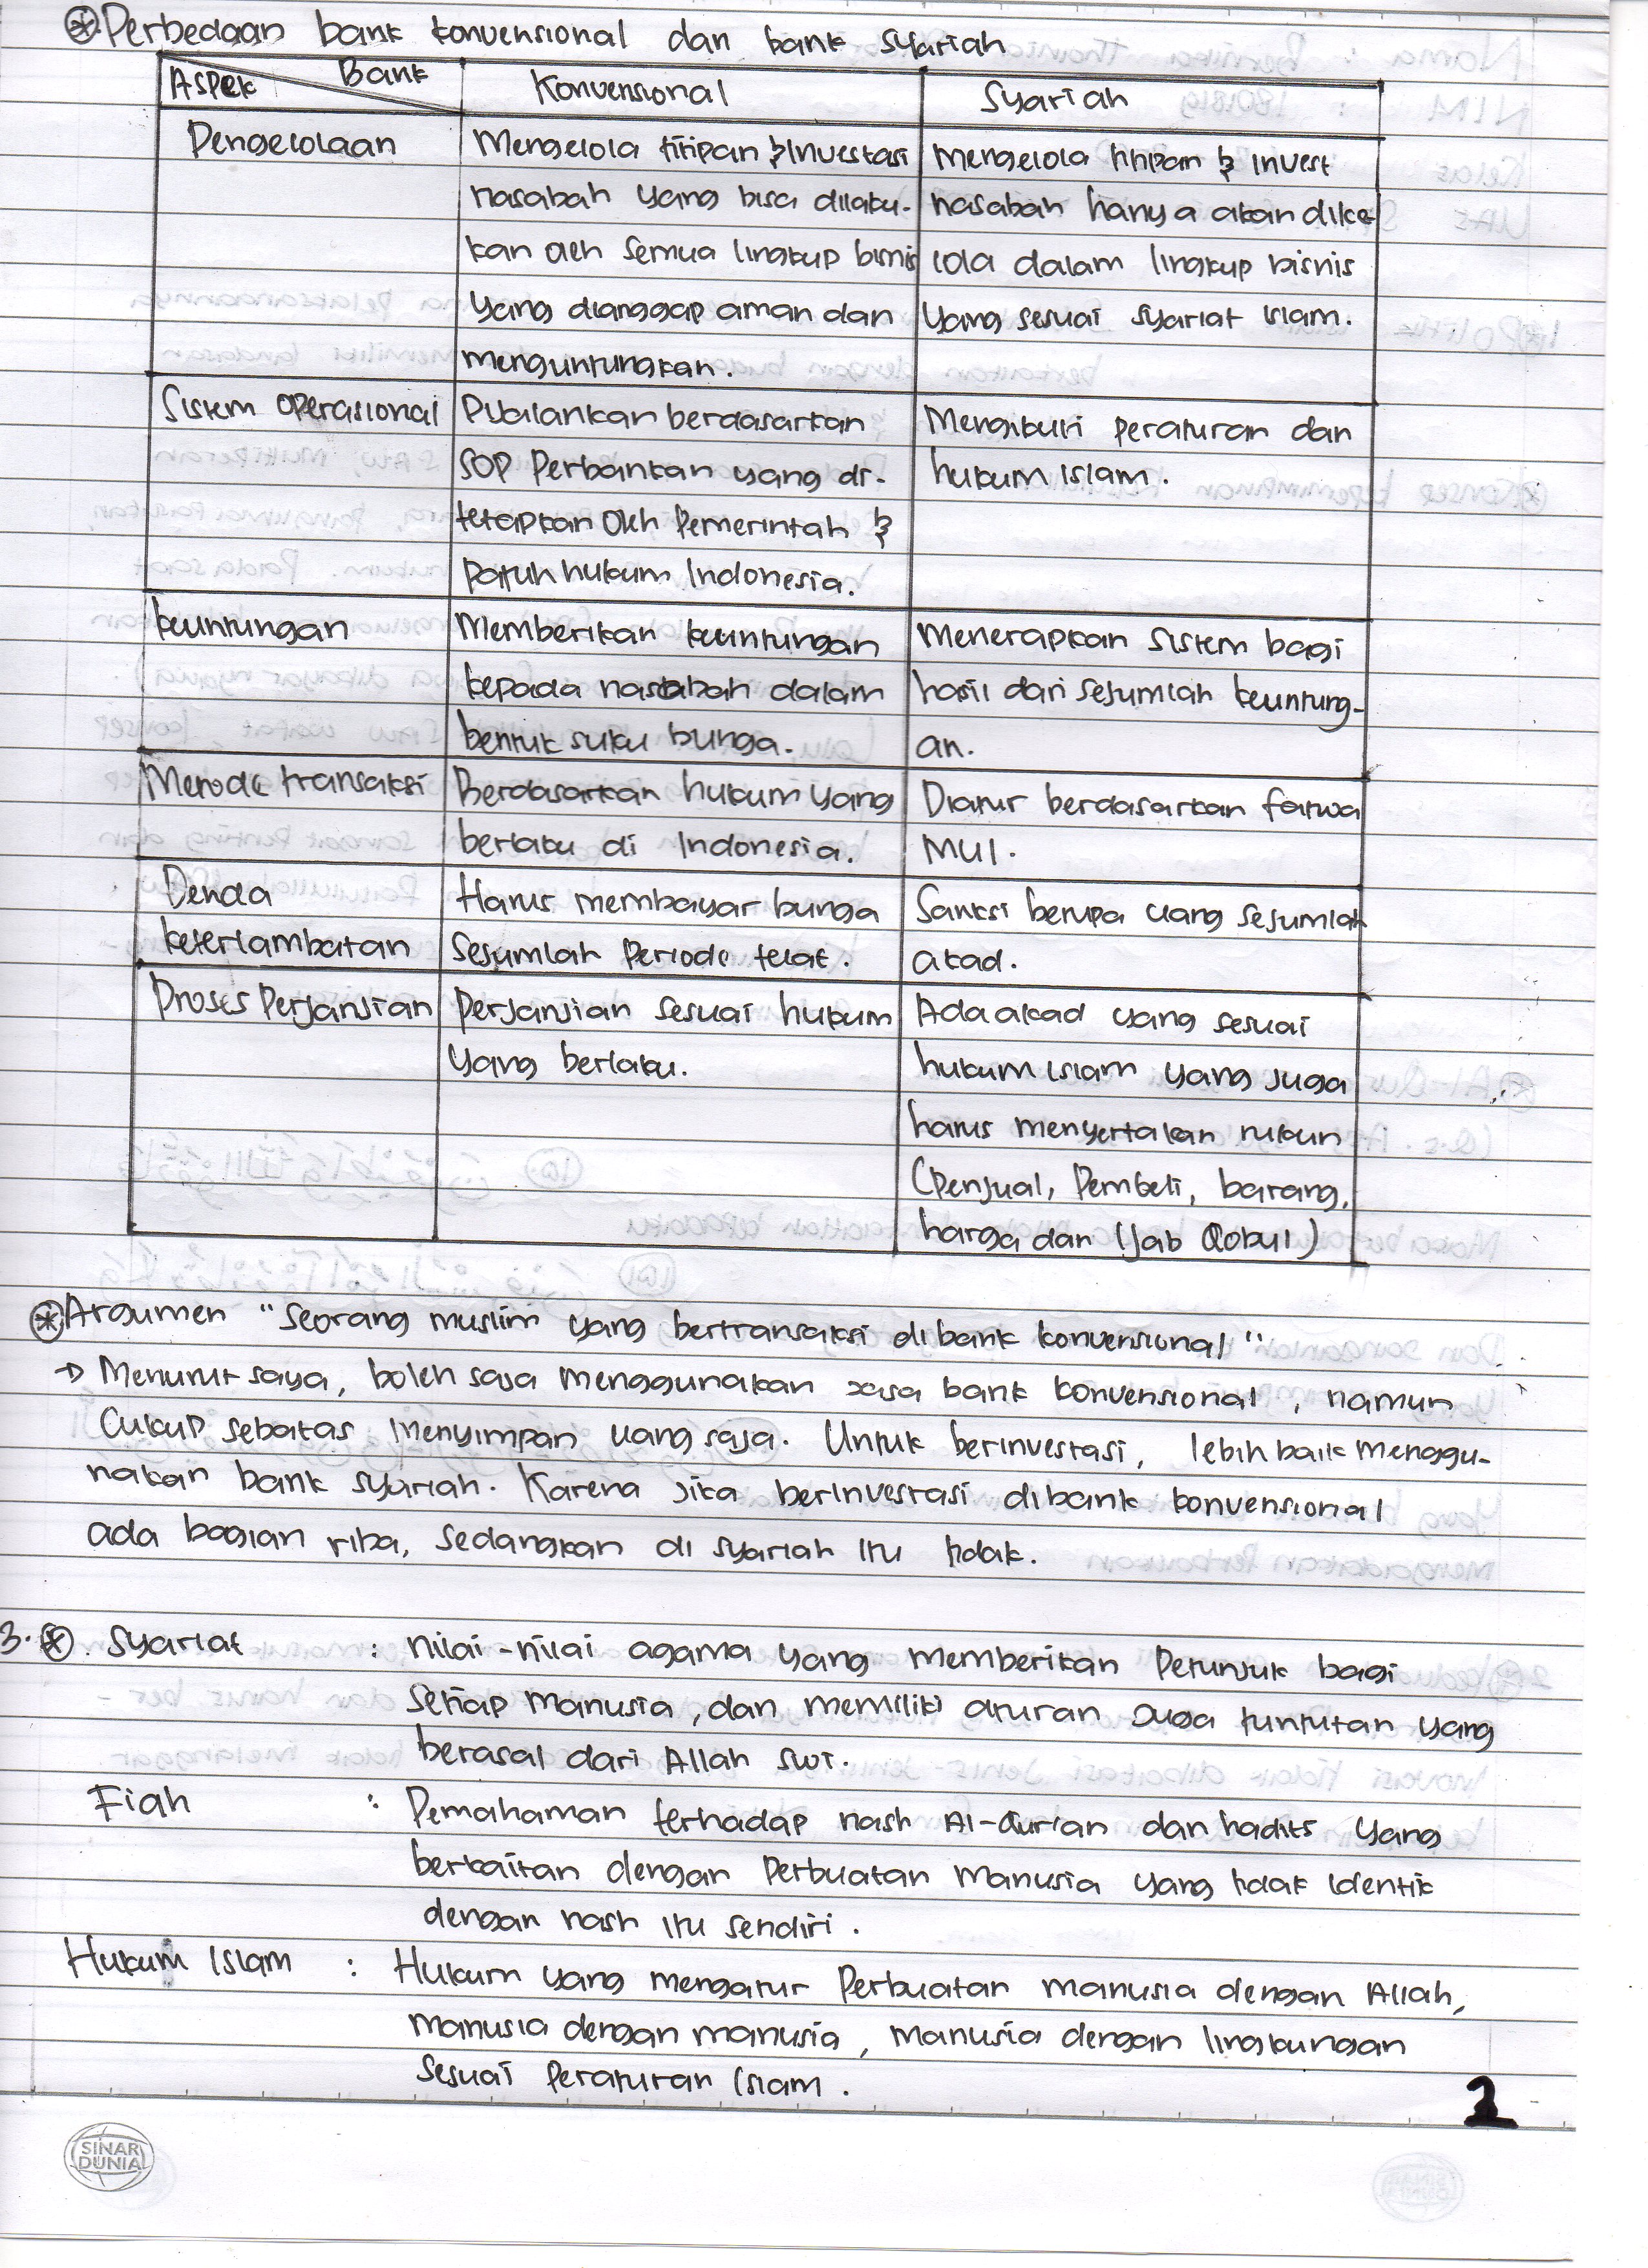 ⊛ Perbedaan bank konvensional dan bank syariah
Aspek Bank Konvensional Syariah
Pengelolaan
Mengelola titipan & Investasi
nasabah yang bisa dilaku-
kan oleh semua lingkup bisnis
yang dianggap aman dan
menguntungkan.
Mengelola titipan & Invest
nasabah hanya akan dike
lola dalam lingkup bisnis
yang sesuai syariat islam.
Sistem operasional
Dijalankan berdasarkan
SOP Perbankan yang di-
tetapkan oleh Pemerintah &
patuh hukum Indonesia.
Mengikuti peraturan dan
hukum islam.
keuntungan
Memberikan keuntungan
kepada nasabah dalam
bentuk suku bunga.
Menerapkan sistem bagi
hasil dari sejumlah keuntung-
an.
Metode transaksi
Berdasarkan hukum yang
berlaku di Indonesia.
Diatur berdasarkan fatwa
MUI.
Denda
keterlambatan
Harus membayar bunga
sejumlah periode telat.
Sanksi berupa uang sejumlah
akad.
Proses Perjanjian
Perjanjian sesuai hukum
yang berlaku.
Ada akad yang sesuai
hukum islam yang juga
harus menyertakan rukun
(Penjual, Pembeli, barang,
harga dan Ijab Qobul)
⊛ Argumen "seorang muslim yang bertransaksi di bank konvensional"
→ Menurut saya, boleh saja menggunakan jasa bank konvensional, namun
cukup sebatas menyimpan uang saja. Untuk berinvestasi, lebih baik menggu-
nakan bank syariah. Karena jika berinvestasi di bank konvensional
ada bagian riba, sedangkan di syariah itu tidak.
3. ⊛. Syariat : nilai-nilai agama yang memberikan Petunjuk bagi
setiap manusia, dan memiliki aturan juga tuntutan yang
berasal dari Allah swt.
Fiqh : Pemahaman terhadap nash Al-Qur'an dan hadits yang
berkaitan dengan Perbuatan manusia yang tidak identik
dengan nash itu sendiri.
Hukum Islam : Hukum yang mengatur Perbuatan manusia dengan Allah,
manusia dengan manusia, manusia dengan lingkungan
sesuai Peraturan Islam.
2
SINAR
DUNIA